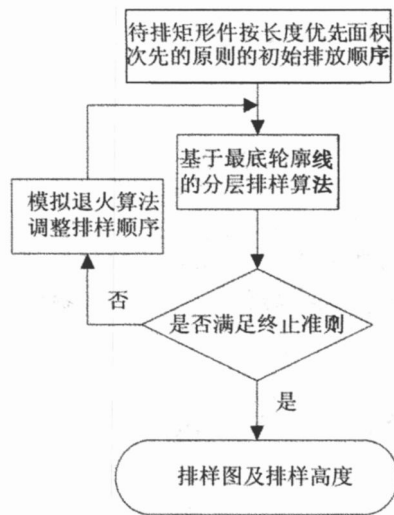 待排矩形件按长度优先面积
次先的原则的初始排放顺序
基于最底轮廓线
的分层排样算法
模拟退火算法
调整排样顺序
否
是否满足终止准则
是
排样图及排样高度